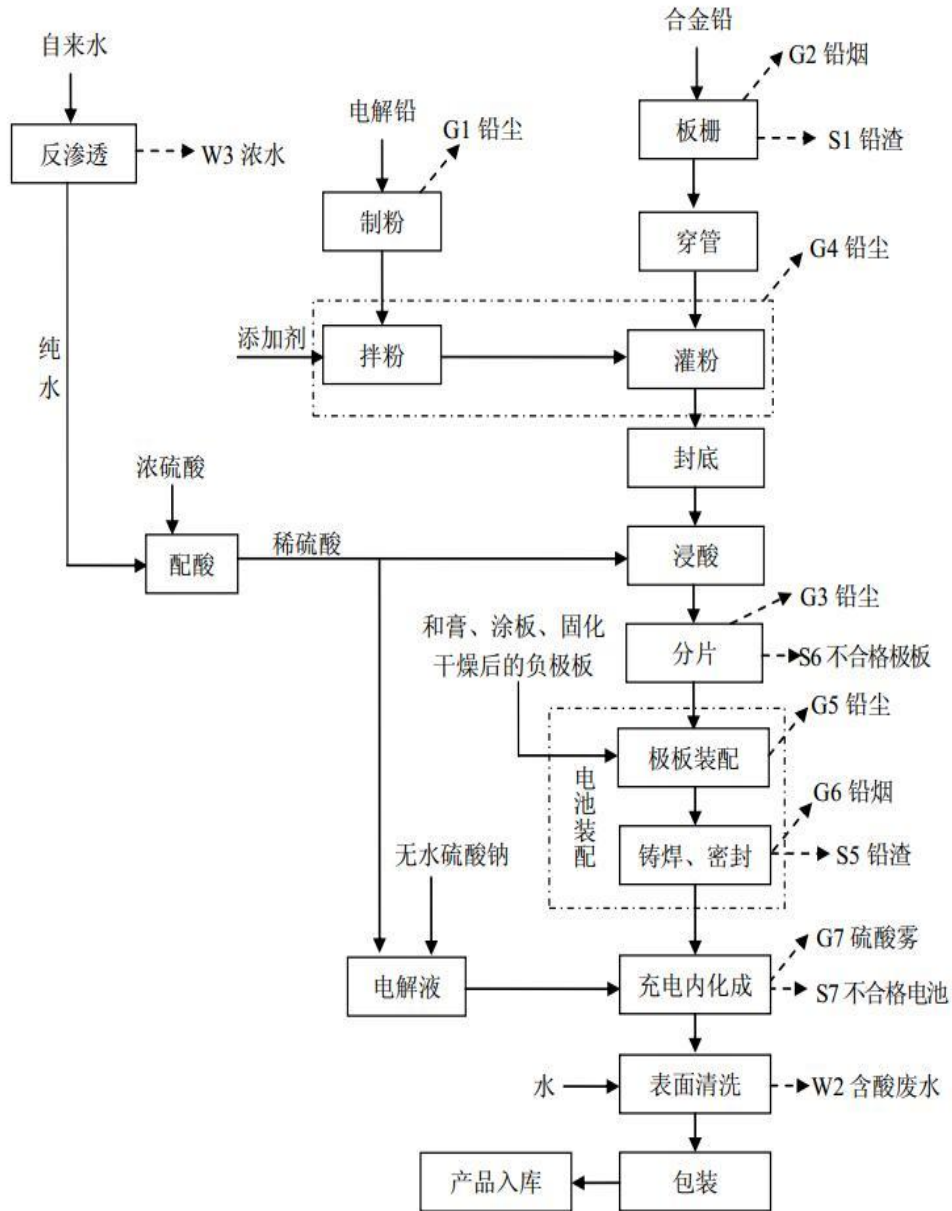 合金铅
自来水
G2 铅烟
电解铅
G1 铅尘
板栅
反渗透
W3 浓水
S1 铅渣
制粉
穿管
G4 铅尘
添加剂
拌粉
灌粉
纯
水
封底
浓硫酸
配酸
稀硫酸
浸酸
G3 铅尘
和膏、涂板、固化
干燥后的负极板
分片
S6 不合格极板
G5 铅尘
极板装配
电
池
装
配
G6 铅烟
铸焊、密封
S5 铅渣
无水硫酸钠
G7 硫酸雾
电解液
充电内化成
S7 不合格电池
水
表面清洗
W2 含酸废水
产品入库
包装